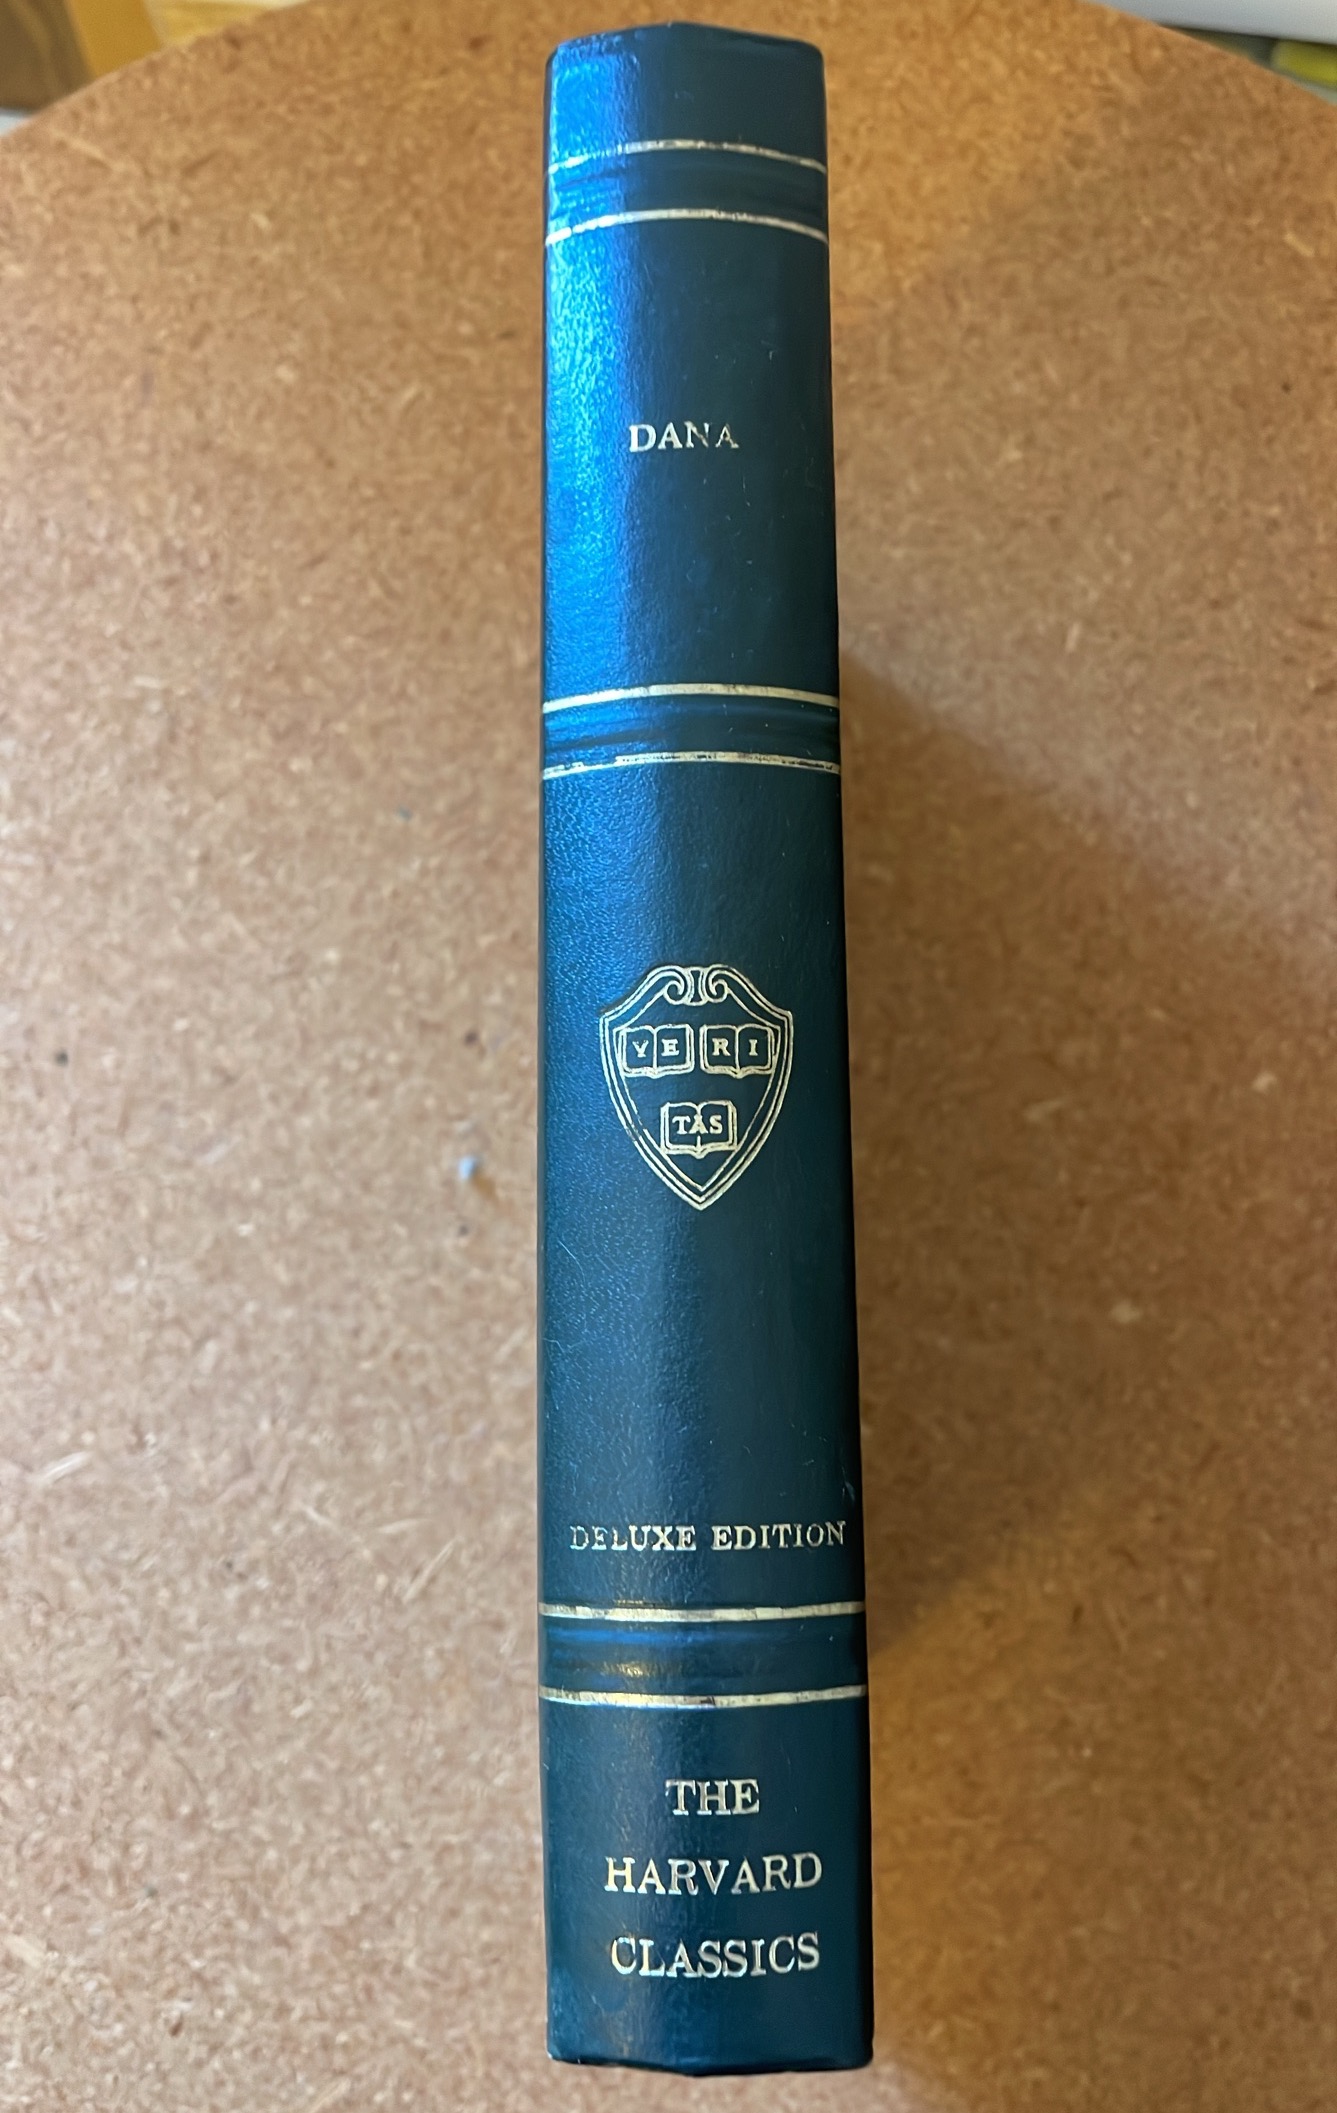 DANA
VE RI
TAS
DELUXE EDITION
THE
HARVARD
CLASSICS